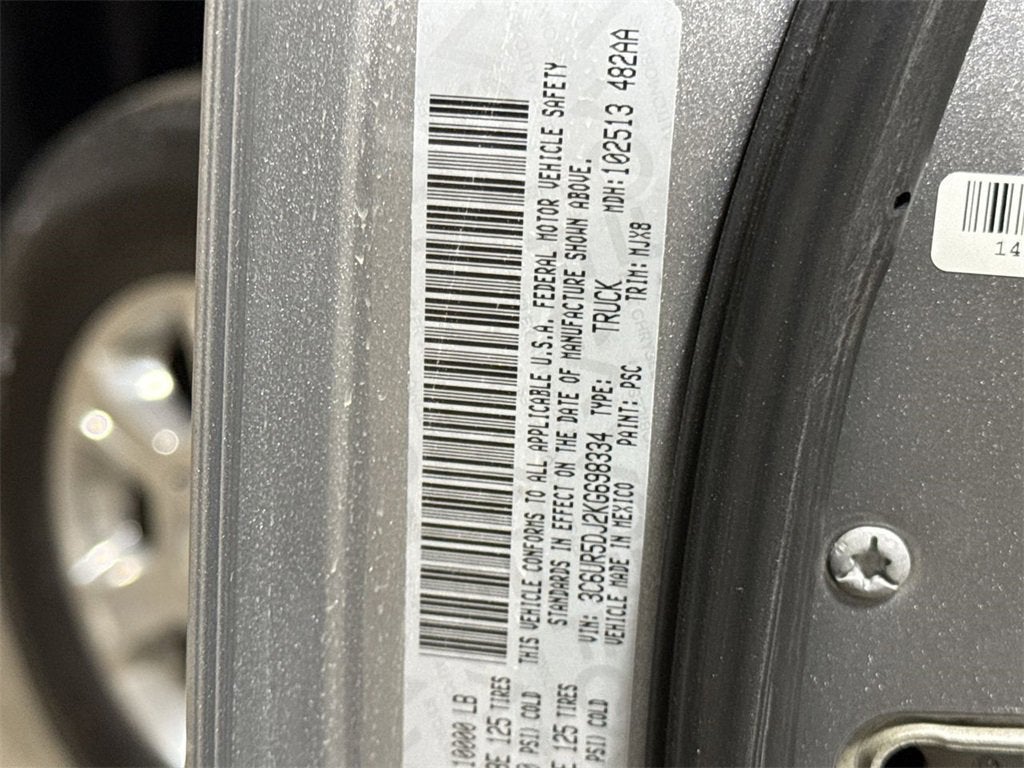 10000 LB
BE 125 TIRES
0 PSI COLD
E 125 TIRES
PSI COLD
THIS VEHICLE CONFORMS TO ALL APPLICABLE U.S.A. FEDERAL MOTOR VEHICLE SAFETY
STANDARDS IN EFFECT ON THE DATE OF MANUFACTURE SHOWN ABOVE.
VIN: 3C6UR5DJ2KG698334 TYPE: TRUCK MDH:102513 482AA
VEHICLE MADE IN MEXICO PAINT: PSC TRIM: MJX8
14